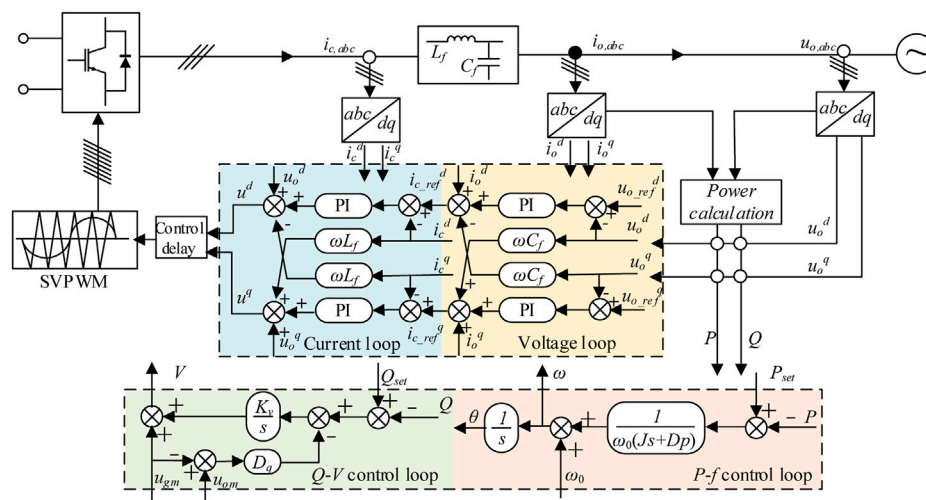 i_c,abc
L_f
C_f
i_o,abc
u_o,abc
abc
dq
abc
dq
abc
dq
i_c^d
i_c^q
i_o^d
i_o^q
Power
calculation
u_o^d
i_c_ref^d
i_o^d
u_o_ref^d
u^d
+
+
PI
+
+
+
PI
+
-
-
-
-
i_c^d
u_o^d
u_o^d
Control
delay
ωL_f
ωC_f
ωL_f
i_c^q
ωC_f
u_o^q
u_o^q
SVPWM
u^q
+
+
PI
-
+
+
+
PI
-
+
u_o_ref^q
+
u_o^q
i_c_ref^q
+
i_o^q
Current loop
Voltage loop
P
Q
V
Q_set
ω
P_set
+
+
K_v
s
+
+
- Q
θ
1
s
+
+
1
ω_0(Js+Dp)
+
- P
+
-
-
+
D_q
Q-V control loop
+
P-f control loop
u_gm
u_om
ω_0